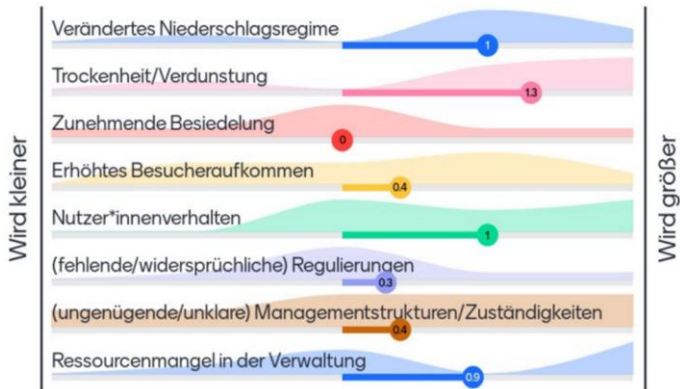 Verändertes Niederschlagsregime
1
Trockenheit/Verdunstung
1.3
Zunehmende Besiedelung
0
Erhöhtes Besucheraufkommen
0.4
Nutzer*innenverhalten
1
(fehlende/widersprüchliche) Regulierungen
0.3
(ungenügende/unklare) Managementstrukturen/Zuständigkeiten
0.4
Ressourcenmangel in der Verwaltung
0.9
Wird kleiner
Wird größer